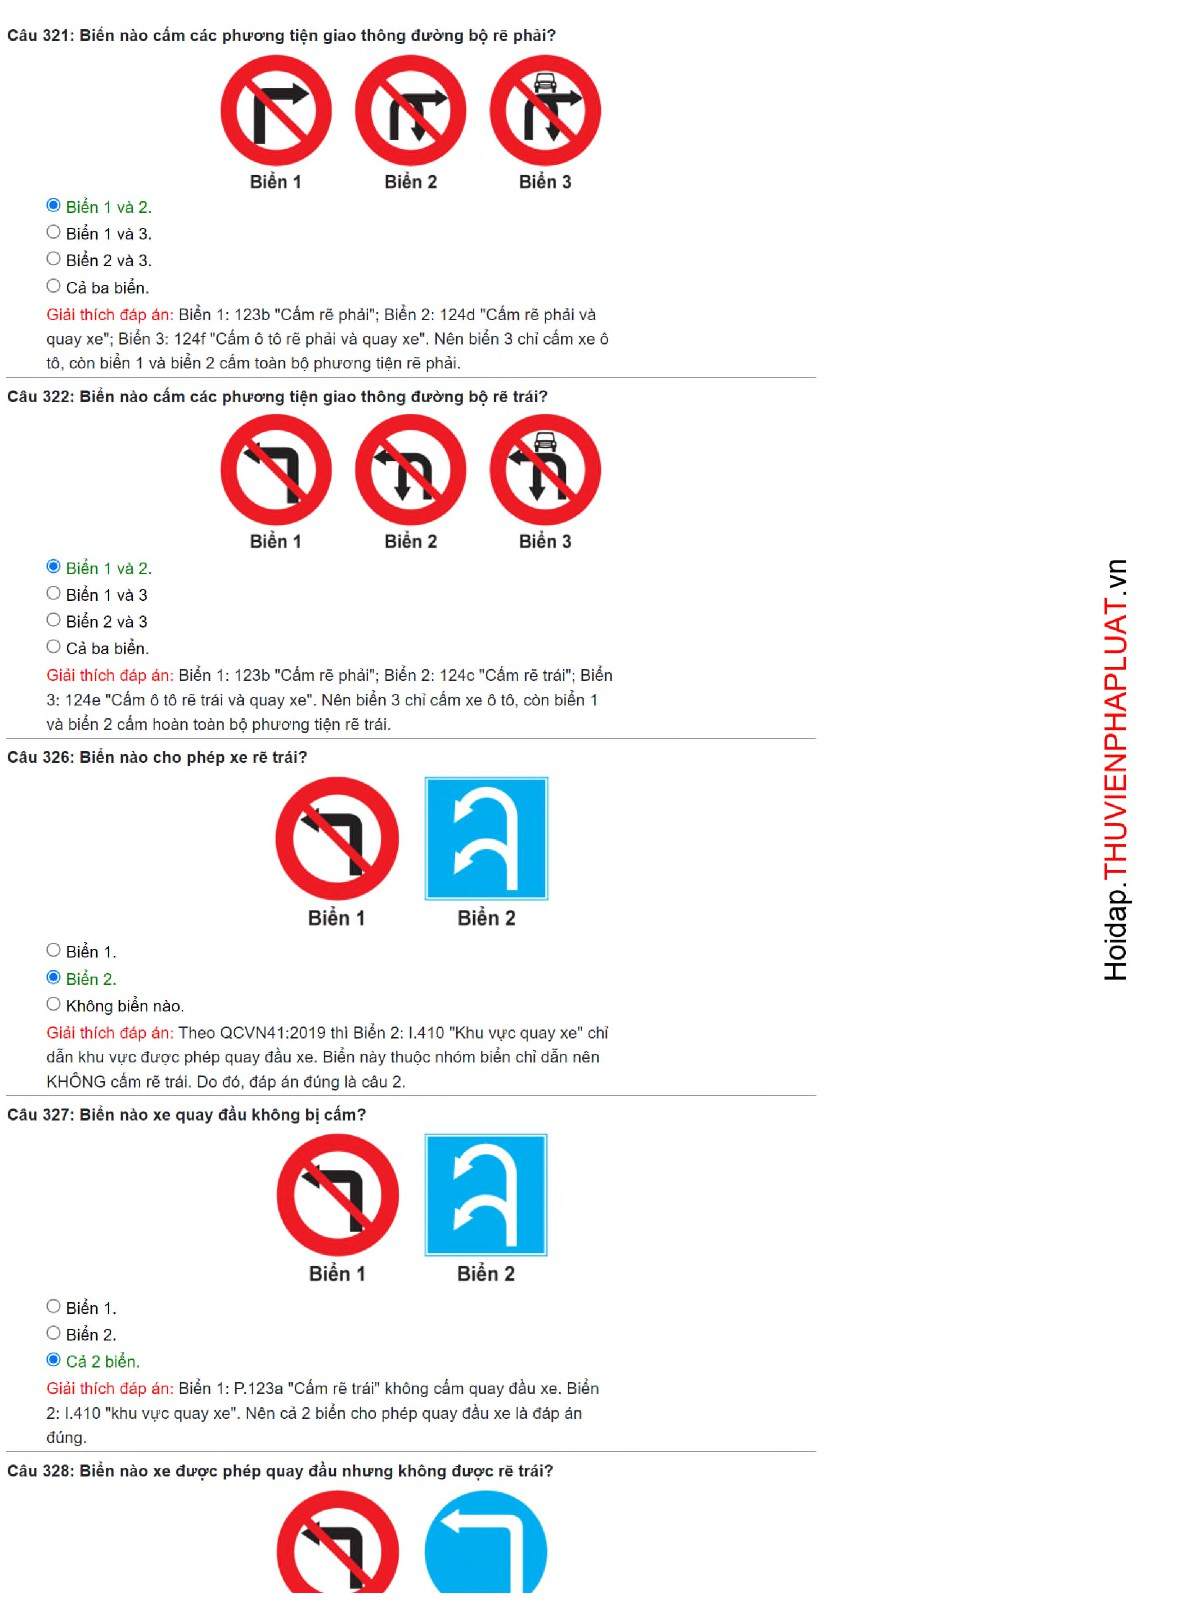 Câu 321: Biển nào cấm các phương tiện giao thông đường bộ rẽ phải?
Biển 1 Biển 2 Biển 3
Biển 1 và 2.
Biển 1 và 3.
Biển 2 và 3.
Cả ba biển.
Giải thích đáp án: Biển 1: 123b "Cấm rẽ phải"; Biển 2: 124d "Cấm rẽ phải và
quay xe"; Biển 3: 124f "Cấm ô tô rẽ phải và quay xe". Nên biển 3 chỉ cấm xe ô
tô, còn biển 1 và biển 2 cấm toàn bộ phương tiện rẽ phải.
Câu 322: Biển nào cấm các phương tiện giao thông đường bộ rẽ trái?
Biển 1 Biển 2 Biển 3
Biển 1 và 2.
Biển 1 và 3
Biển 2 và 3
Cả ba biển.
Giải thích đáp án: Biển 1: 123b "Cấm rẽ phải"; Biển 2: 124c "Cấm rẽ trái"; Biển
3: 124e "Cấm ô tô rẽ trái và quay xe". Nên biển 3 chỉ cấm xe ô tô, còn biển 1
và biển 2 cấm hoàn toàn bộ phương tiện rẽ trái.
Câu 326: Biển nào cho phép xe rẽ trái?
Biển 1 Biển 2
Biển 1.
Biển 2.
Không biển nào.
Giải thích đáp án: Theo QCVN41:2019 thì Biển 2: I.410 "Khu vực quay xe" chỉ
dẫn khu vực được phép quay đầu xe. Biển này thuộc nhóm biển chỉ dẫn nên
KHÔNG cấm rẽ trái. Do đó, đáp án đúng là câu 2.
Câu 327: Biển nào xe quay đầu không bị cấm?
Biển 1 Biển 2
Biển 1.
Biển 2.
Cả 2 biển.
Giải thích đáp án: Biển 1: P.123a "Cấm rẽ trái" không cấm quay đầu xe. Biển
2: I.410 "khu vực quay xe". Nên cả 2 biển cho phép quay đầu xe là đáp án
đúng.
Câu 328: Biển nào xe được phép quay đầu nhưng không được rẽ trái?
Hoidap.THUVIENPHAPLUAT.vn